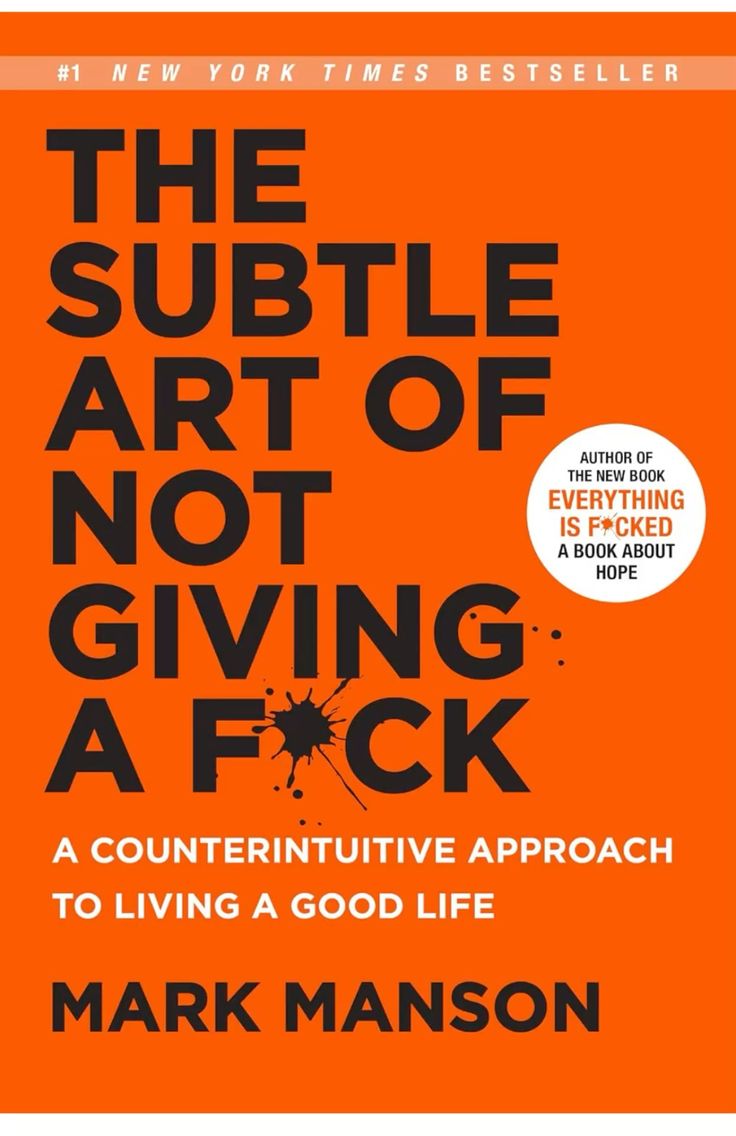 #1 NEW YORK TIMES BESTSELLER
THE
SUBTLE
ART OF
NOT
GIVING
A F*CK
AUTHOR OF
THE NEW BOOK
EVERYTHING
IS F*CKED
A BOOK ABOUT
HOPE
A COUNTERINTUITIVE APPROACH
TO LIVING A GOOD LIFE
MARK MANSON